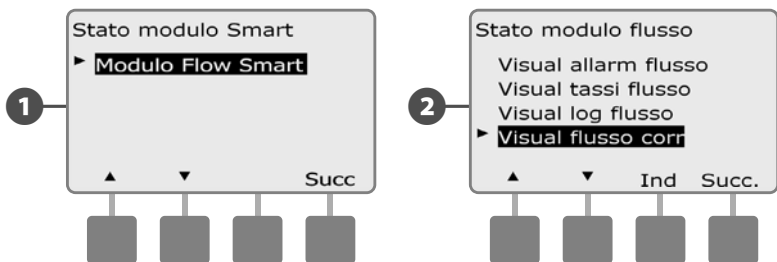 1
Stato modulo Smart
► Modulo Flow Smart
▲ ▼ Succ
2
Stato modulo flusso
Visual allarm flusso
Visual tassi flusso
Visual log flusso
► Visual flusso corr
▲ ▼ Ind Succ.